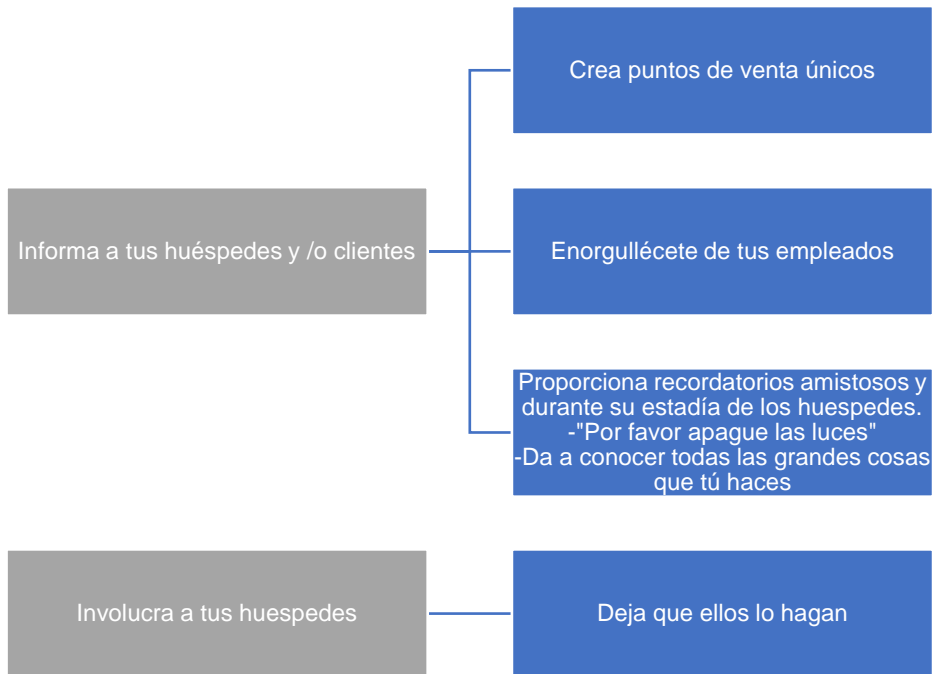 Crea puntos de venta únicos
Informa a tus huéspedes y /o clientes
Enorgullécete de tus empleados
Proporciona recordatorios amistosos y
durante su estadía de los huespedes.
-"Por favor apague las luces"
-Da a conocer todas las grandes cosas
que tú haces
Involucra a tus huespedes
Deja que ellos lo hagan